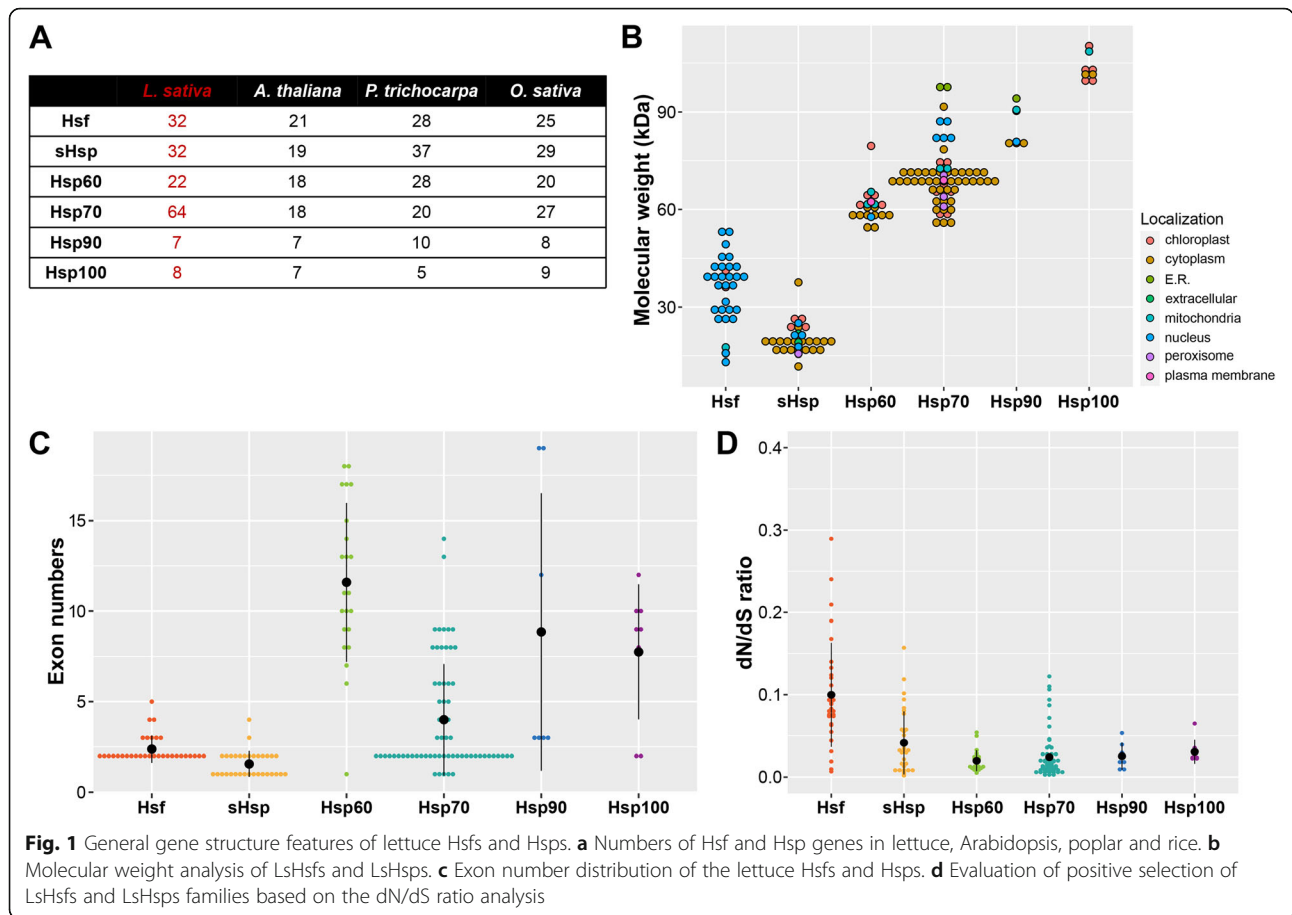 A
L. sativa A. thaliana P. trichocarpa O. sativa
Hsf 32 21 28 25
sHsp 32 19 37 29
Hsp60 22 18 28 20
Hsp70 64 18 20 27
Hsp90 7 7 10 8
Hsp100 8 7 5 9
B
Molecular weight (kDa)
90
60
30
Hsf sHsp Hsp60 Hsp70 Hsp90 Hsp100
Localization
chloroplast
cytoplasm
E.R.
extracellular
mitochondria
nucleus
peroxisome
plasma membrane
C
Exon numbers
15
10
5
0
Hsf sHsp Hsp60 Hsp70 Hsp90 Hsp100
D
dN/dS ratio
0.4
0.3
0.2
0.1
0.0
Hsf sHsp Hsp60 Hsp70 Hsp90 Hsp100
Fig. 1 General gene structure features of lettuce Hsfs and Hsps. a Numbers of Hsf and Hsp genes in lettuce, Arabidopsis, poplar and rice. b
Molecular weight analysis of LsHsfs and LsHsps. c Exon number distribution of the lettuce Hsfs and Hsps. d Evaluation of positive selection of
LsHsfs and LsHsps families based on the dN/dS ratio analysis